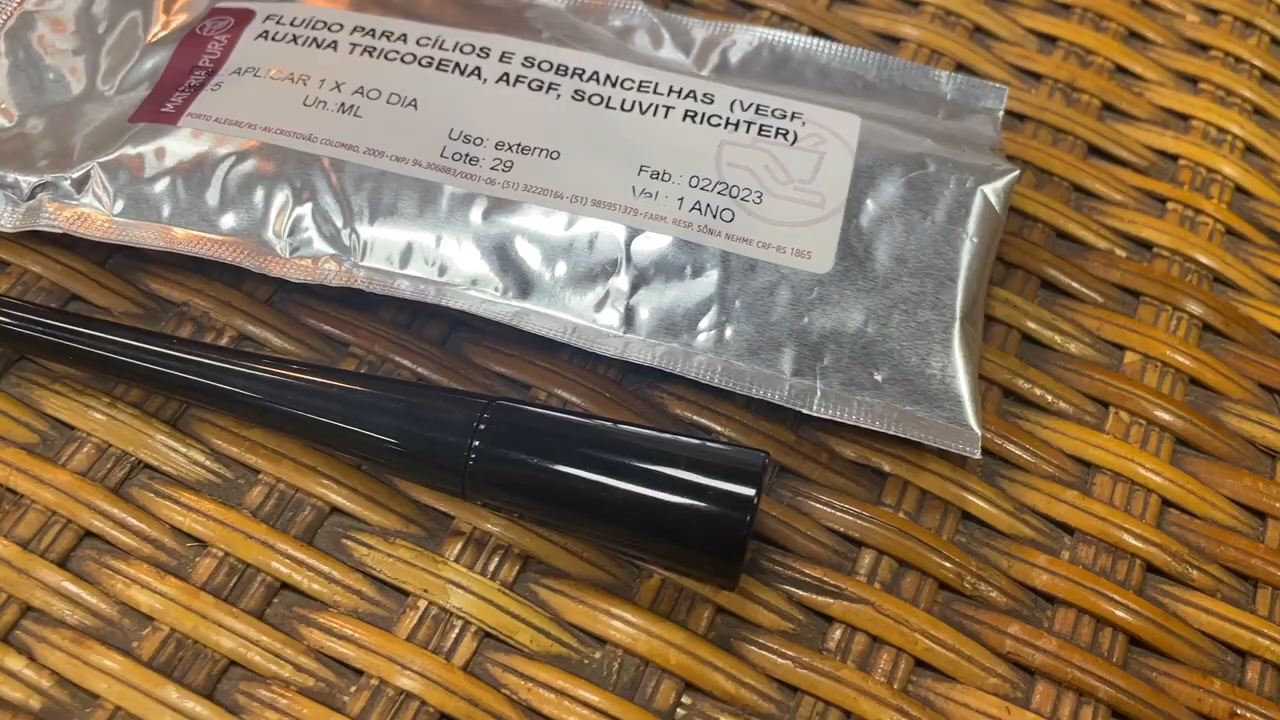 MATÉRIA PURA
FLUÍDO PARA CÍLIOS E SOBRANCELHAS (VEGF,
AUXINA TRICOGENA, AFGF, SOLUVIT RICHTER)
APLICAR 1 X AO DIA
5
Un.:ML
Uso: externo
Lote: 29
Fab.: 02/2023
Val.: 1 ANO
PORTO ALEGRE/RS • AV.CRISTOVÃO COLOMBO, 2009 • CNPJ 94.306883/0001-06 • (51) 32220164 • (51) 985951379 • FARM. RESP. SÔNIA NEHME CRF-RS 1865